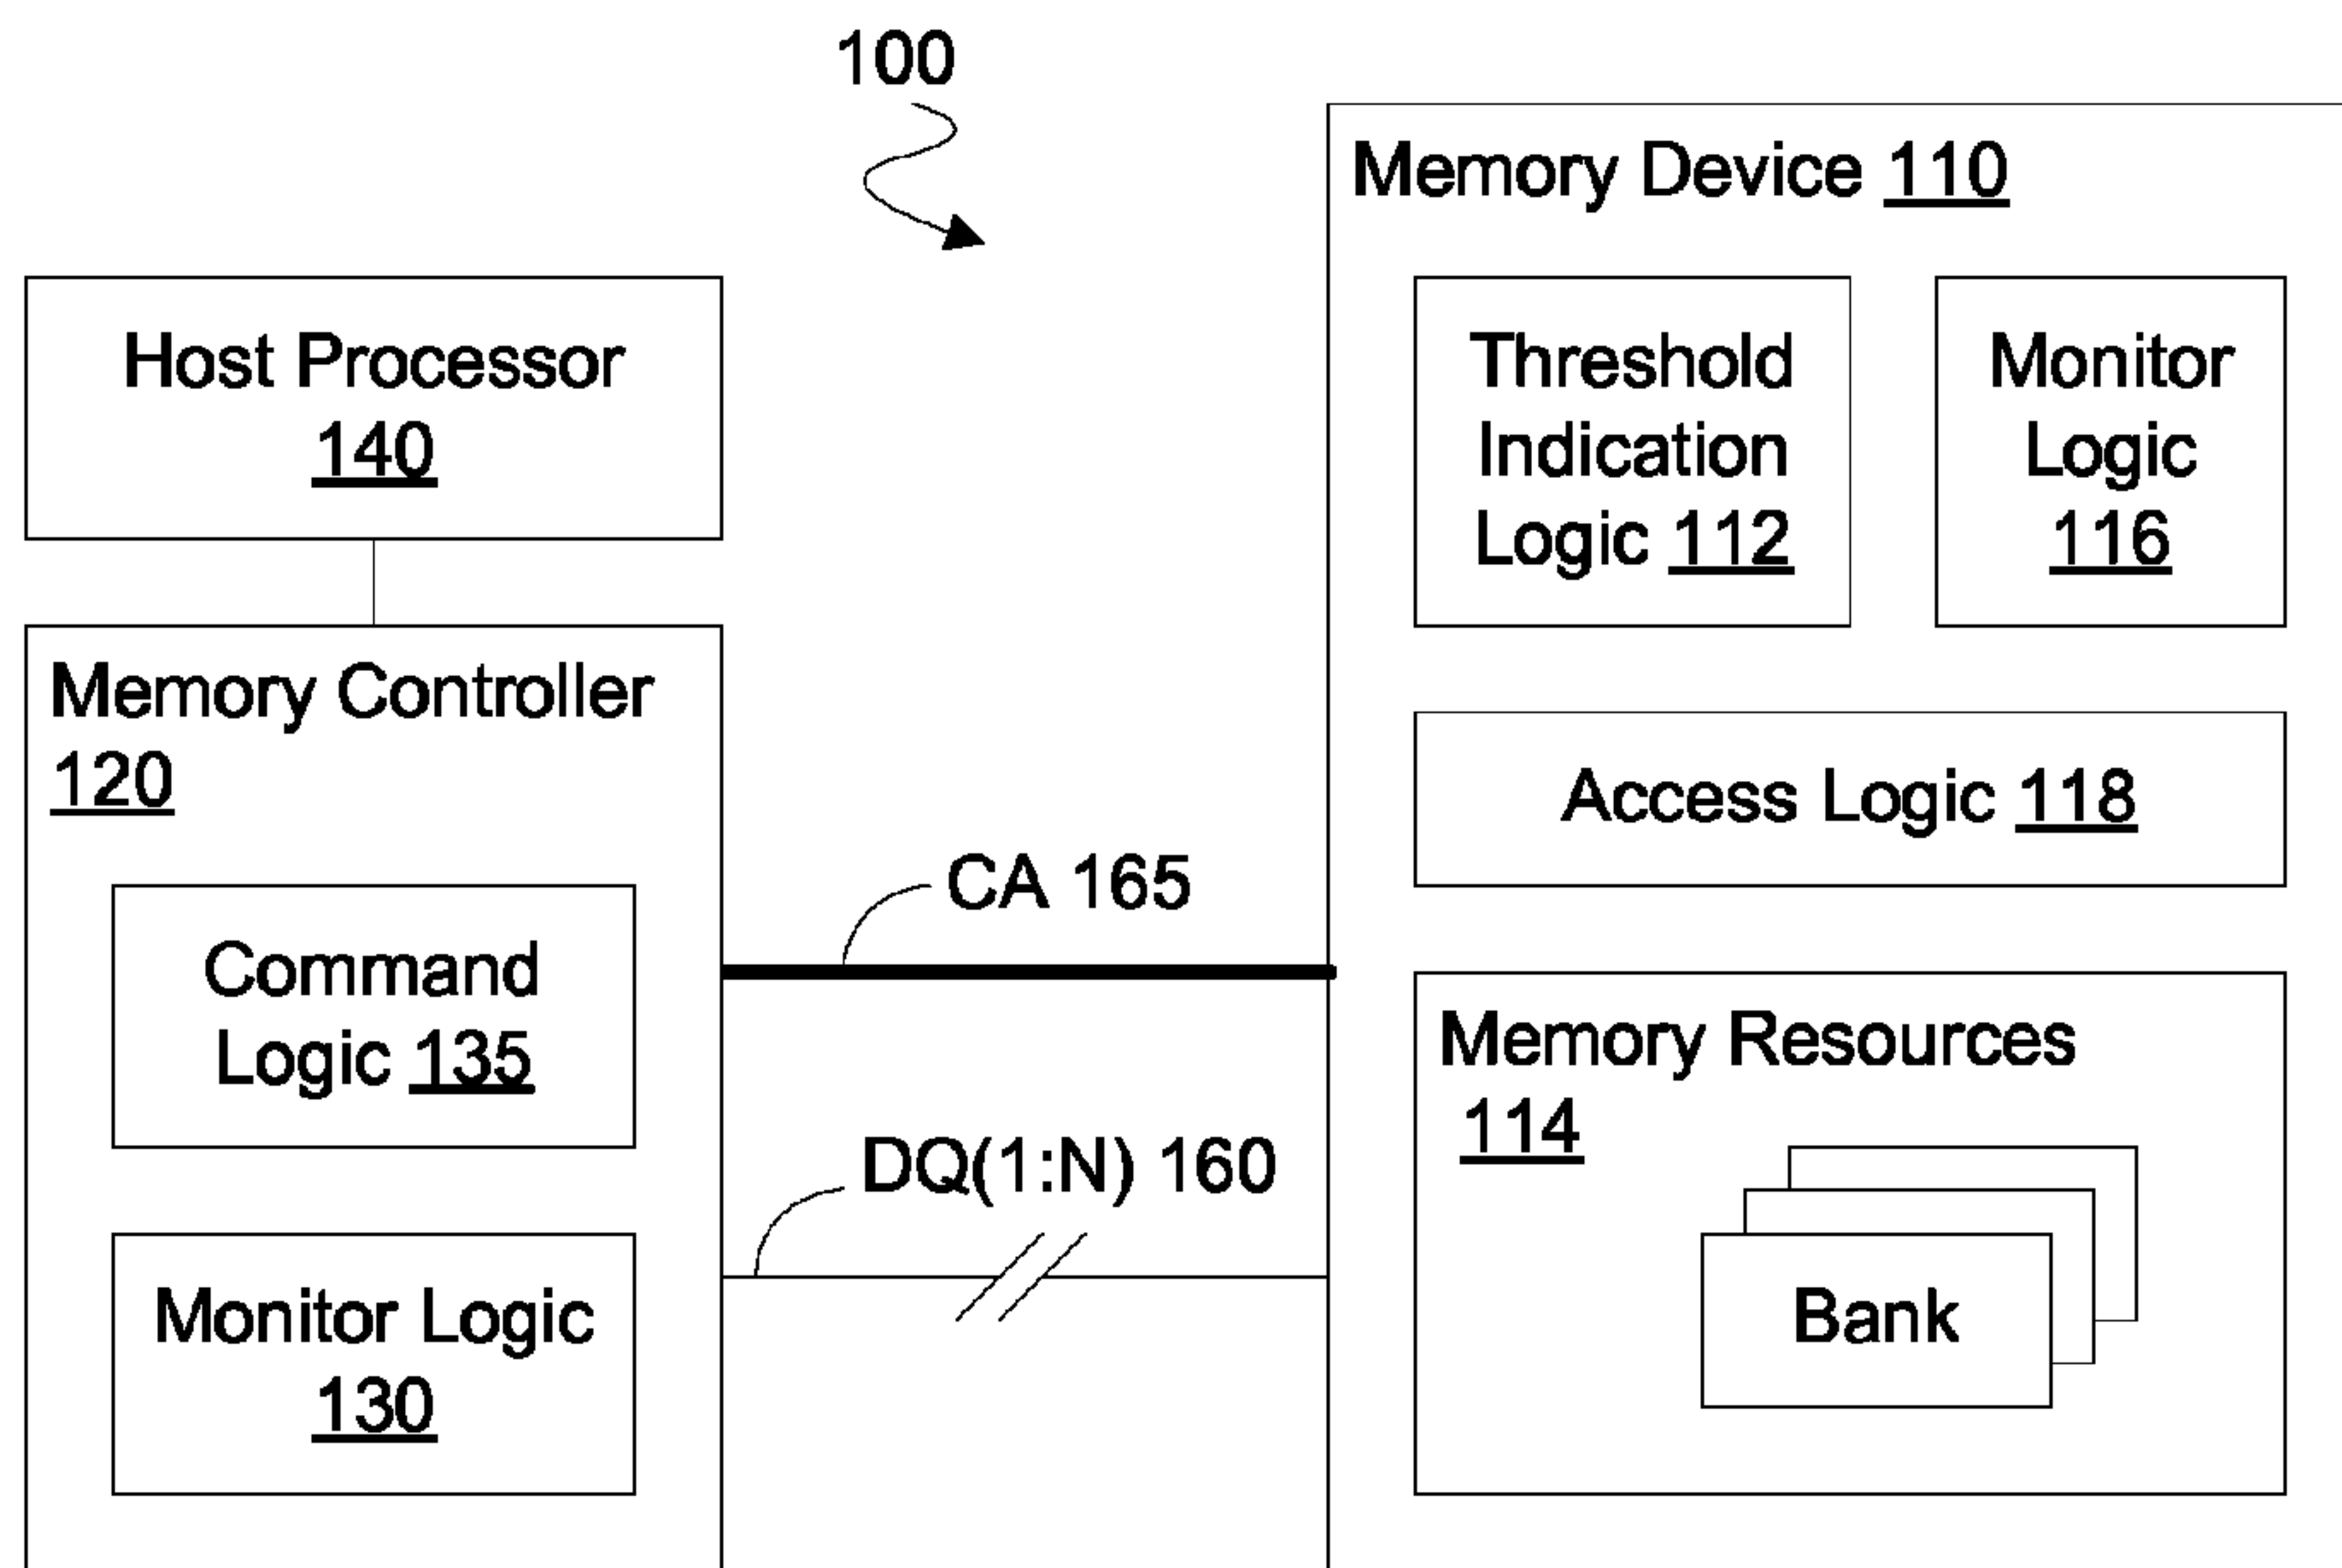 100
Host Processor
140
Memory Controller
120
Command
Logic 135
Monitor Logic
130
CA 165
DQ(1:N) 160
Memory Device 110
Threshold
Indication
Logic 112
Monitor
Logic
116
Access Logic 118
Memory Resources
114
Bank